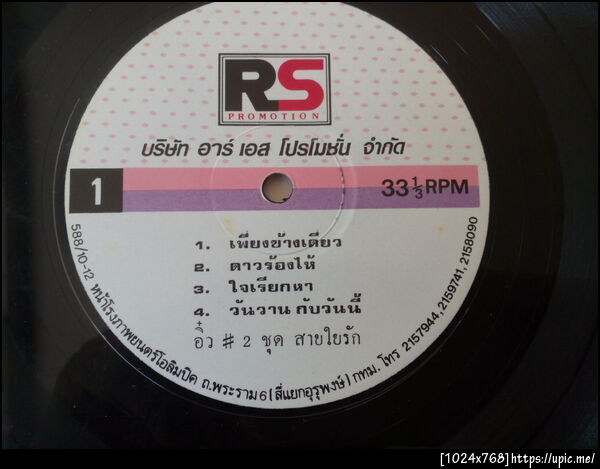 RS
PROMOTION
บริษัท อาร์ เอส โปรโมชั่น จำกัด
1
33 1/3 RPM
1. เพียงข้างเดียว
2. ดาวร้องไห้
3. ใจเรียกหา
4. วันวาน กับวันนี้
อิ๋ว # 2 ชุด สายใยรัก
588/10-12 หน้าโรงภาพยนตร์โอลิมปิค ถ.พระราม 6 (สี่แยกอุรุพงษ์) กทม. โทร 2157944, 2159741, 2158090
[1024x768]https://upic.me/